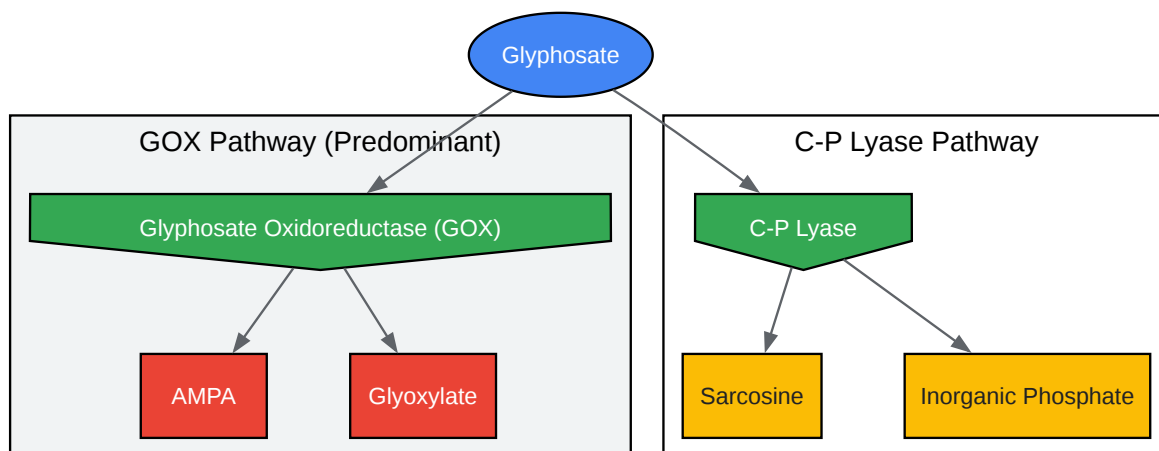 Glyphosate
GOX Pathway (Predominant)
C-P Lyase Pathway
Glyphosate Oxidoreductase (GOX)
C-P Lyase
AMPA
Glyoxylate
Sarcosine
Inorganic Phosphate